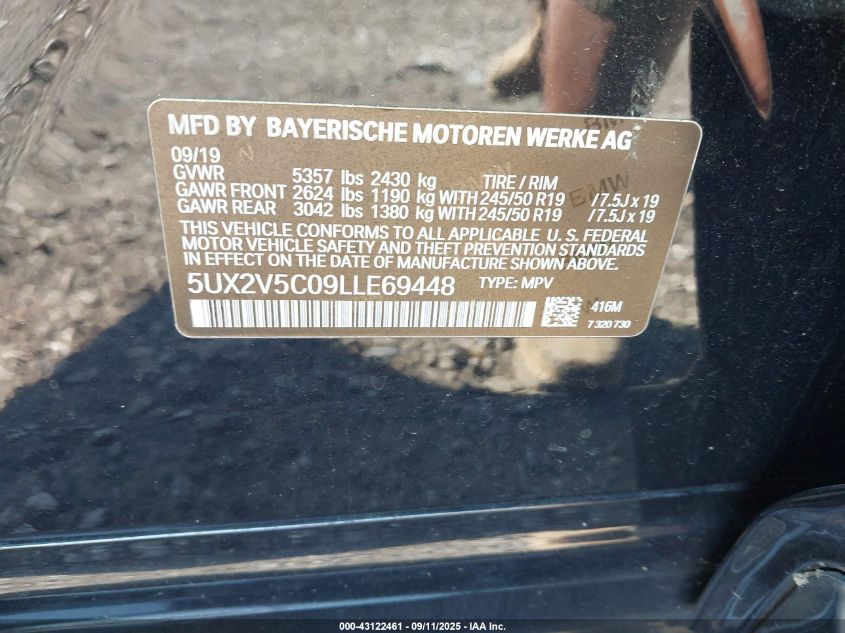 MFD BY BAYERISCHE MOTOREN WERKE AG
09/19
GVWR 5357 lbs 2430 kg TIRE / RIM
GAWR FRONT 2624 lbs 1190 kg WITH 245/50 R19 / 7.5J x 19
GAWR REAR 3042 lbs 1380 kg WITH 245/50 R19 / 7.5J x 19
THIS VEHICLE CONFORMS TO ALL APPLICABLE U. S. FEDERAL
MOTOR VEHICLE SAFETY AND THEFT PREVENTION STANDARDS
IN EFFECT ON THE DATE OF MANUFACTURE SHOWN ABOVE.
5UX2V5C09LLE69448 TYPE: MPV
416M
7 320 730
BMW
000-43122461 - 09/11/2025 - IAA Inc.